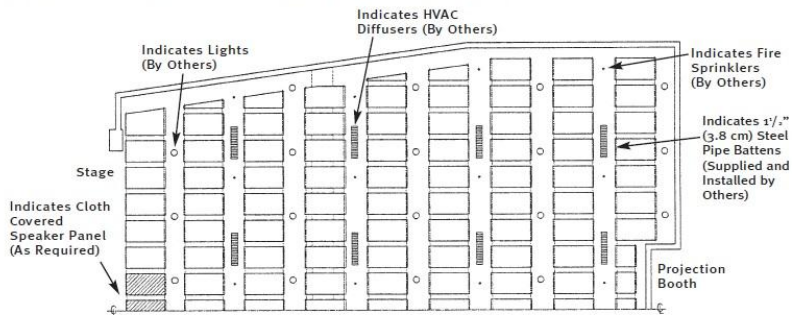 Indicates HVAC
Diffusers (By Others)
Indicates Lights
(By Others)
Indicates Fire
Sprinklers
(By Others)
Indicates 1¹/₂"
(3.8 cm) Steel
Pipe Battens
(Supplied and
Installed by
Others)
Stage
Indicates Cloth
Covered
Speaker Panel
(As Required)
Projection
Booth
℄
℄